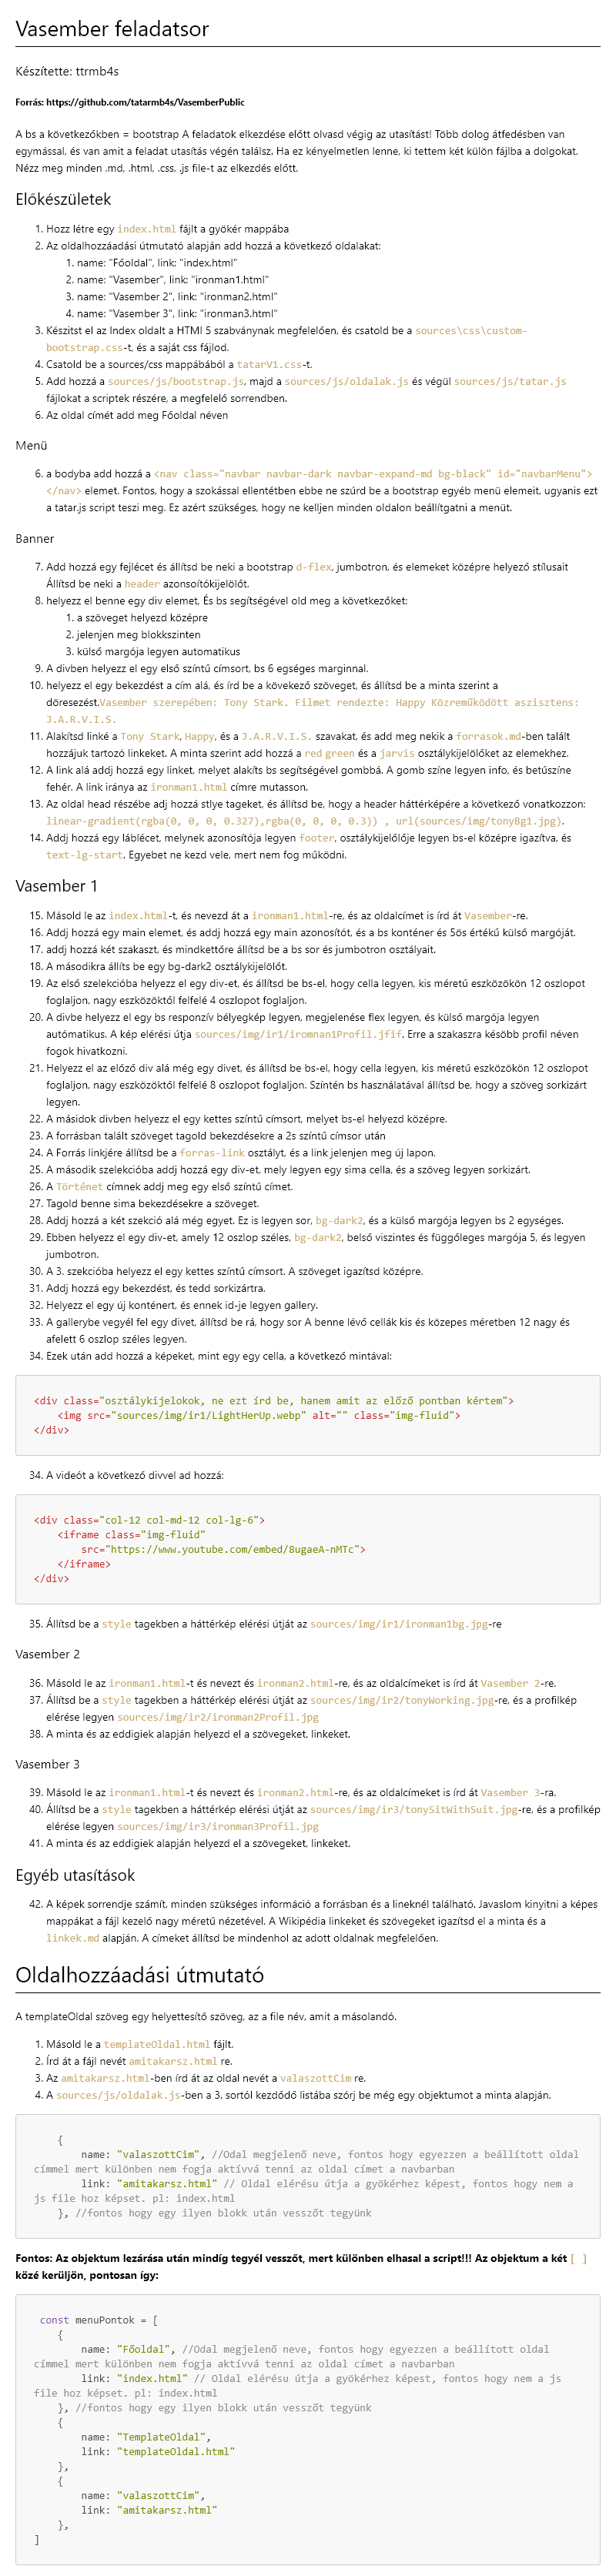 Vasember feladatsor
Készítette: ttrmb4s
Forrás: https://github.com/tatarmb4s/VasemberPublic
A bs a következőkben = bootstrap A feladatok elkezdése előtt olvasd végig az utasítást! Több dolog átfedésben van
egymással, és van amit a feladat utasítás végén találsz. Ha ez kényelmetlen lenne, ki tettem két külön fájlba a dolgokat.
Nézz meg minden .md, .html, .css, .js file-t az elkezdés előtt.
Előkészületek
1. Hozz létre egy index.html fájlt a gyökér mappába
2. Az oldalhozzáadási útmutató alapján add hozzá a következő oldalakat:
1. name: "Főoldal", link: "index.html"
2. name: "Vasember", link: "ironman1.html"
3. name: "Vasember 2", link: "ironman2.html"
4. name: "Vasember 3", link: "ironman3.html"
3. Készitst el az Index oldalt a HTMl 5 szabványnak megfelelően, és csatold be a sources\css\custom-
bootstrap.css-t, és a saját css fájlod.
4. Csatold be a sources/css mappábából a tatarV1.css-t.
5. Add hozzá a sources/js/bootstrap.js, majd a sources/js/oldalak.js és végül sources/js/tatar.js
fájlokat a scriptek részére, a megfelelő sorrendben.
6. Az oldal címét add meg Főoldal néven
Menü
6. a bodyba add hozzá a <nav class="navbar navbar-dark navbar-expand-md bg-black" id="navbarMenu">
</nav> elemet. Fontos, hogy a szokással ellentétben ebbe ne szúrd be a bootstrap egyéb menü elemeit, ugyanis ezt
a tatar.js script teszi meg. Ez azért szükséges, hogy ne kelljen minden oldalon beállítgatni a menüt.
Banner
7. Add hozzá egy fejlécet és állítsd be neki a bootstrap d-flex, jumbotron, és elemeket középre helyező stílusait
Állítsd be neki a header azonsoítókijelölőt.
8. helyezz el benne egy div elemet, És bs segítségével old meg a következőket:
1. a szöveget helyezd középre
2. jelenjen meg blokkszinten
3. külső margója legyen automatikus
9. A divben helyezz el egy első színtű címsort, bs 6 egséges marginnal.
10. helyezz el egy bekezdést a cím alá, és írd be a kövekező szöveget, és állítsd be a minta szerint a
döresezést.Vasember szerepében: Tony Stark. Filmet rendezte: Happy Közreműködött aszisztens:
J.A.R.V.I.S.
11. Alakítsd linké a Tony Stark, Happy, és a J.A.R.V.I.S. szavakat, és add meg nekik a forrasok.md-ben talált
hozzájuk tartozó linkeket. A minta szerint add hozzá a red green és a jarvis osztálykijelölőket az elemekhez.
12. A link alá addj hozzá egy linket, melyet alakíts bs segítségével gombbá. A gomb színe legyen info, és betűszíne
fehér. A link iránya az ironman1.html címre mutasson.
13. Az oldal head részébe adj hozzá stlye tageket, és állítsd be, hogy a header háttérképére a következő vonatkozzon:
linear-gradient(rgba(0, 0, 0, 0.327),rgba(0, 0, 0, 0.3)) , url(sources/img/tonyBg1.jpg).
14. Addj hozzá egy láblécet, melynek azonosítója legyen footer, osztálykijelőlője legyen bs-el középre igazítva, és
text-lg-start. Egyebet ne kezd vele, mert nem fog működni.
Vasember 1
15. Másold le az index.html-t, és nevezd át a ironman1.html-re, és az oldalcímet is írd át Vasember-re.
16. Addj hozzá egy main elemet, és addj hozzá egy main azonosítót, és a bs konténer és 5ös értékű külső margóját.
17. addj hozzá két szakaszt, és mindkettőre állítsd be a bs sor és jumbotron osztályait.
18. A másodikra állíts be egy bg-dark2 osztálykijelölőt.
19. Az első szelekcióba helyezz el egy div-et, és állítsd be bs-el, hogy cella legyen, kis méretű eszközökön 12 oszlopot
foglaljon, nagy eszközöktől felfelé 4 oszlopot foglaljon.
20. A divbe helyezz el egy bs responzív bélyegkép legyen, megjelenése flex legyen, és külső margója legyen
autómatikus. A kép elérési útja sources/img/ir1/iromnan1Profil.jfif. Erre a szakaszra később profil néven
fogok hivatkozni.
21. Helyezz el az előző div alá még egy divet, és állítsd be bs-el, hogy cella legyen, kis méretű eszközökön 12 oszlopot
foglaljon, nagy eszközöktől felfelé 8 oszlopot foglaljon. Színtén bs használatával állítsd be, hogy a szöveg sorkizárt
legyen.
22. A másidok divben helyezz el egy kettes színtű címsort, melyet bs-el helyezd középre.
23. A forrásban talált szöveget tagold bekezdésekre a 2s színtű címsor után
24. A Forrás linkjére állítsd be a forras-link osztályt, és a link jelenjen meg új lapon.
25. A második szelekcióba addj hozzá egy div-et, mely legyen egy sima cella, és a szöveg legyen sorkizárt.
26. A Történet címnek addj meg egy első színtű címet.
27. Tagold benne sima bekezdésekre a szöveget.
28. Addj hozzá a két szekció alá még egyet. Ez is legyen sor, bg-dark2, és a külső margója legyen bs 2 egységes.
29. Ebben helyezz el egy div-et, amely 12 oszlop széles, bg-dark2, belső viszintes és függőleges margója 5, és legyen
jumbotron.
30. A 3. szekcióba helyezz el egy kettes színtű címsort. A szöveget igazítsd középre.
31. Addj hozzá egy bekezdést, és tedd sorkizártra.
32. Helyezz el egy új konténert, és ennek id-je legyen gallery.
33. A gallerybe vegyél fel egy divet, állítsd be rá, hogy sor A benne lévő cellák kis és közepes méretben 12 nagy és
afelett 6 oszlop széles legyen.
34. Ezek után add hozzá a képeket, mint egy egy cella, a következő mintával:
<div class="osztálykijelokok, ne ezt írd be, hanem amit az előző pontban kértem">
<img src="sources/img/ir1/LightHerUp.webp" alt="" class="img-fluid">
</div>
34. A videót a következő divvel ad hozzá:
<div class="col-12 col-md-12 col-lg-6">
<iframe class="img-fluid"
src="https://www.youtube.com/embed/8ugaeA-nMTc">
</iframe>
</div>
35. Állítsd be a style tagekben a háttérkép elérési útját az sources/img/ir1/ironman1bg.jpg-re
Vasember 2
36. Másold le az ironman1.html-t és nevezt és ironman2.html-re, és az oldalcímeket is írd át Vasember 2-re.
37. Állítsd be a style tagekben a háttérkép elérési útját az sources/img/ir2/tonyWorking.jpg-re, és a profilkép
elérése legyen sources/img/ir2/ironman2Profil.jpg
38. A minta és az eddigiek alapján helyezd el a szövegeket, linkeket.
Vasember 3
39. Másold le az ironman1.html-t és nevezt és ironman2.html-re, és az oldalcímeket is írd át Vasember 3-ra.
40. Állítsd be a style tagekben a háttérkép elérési útját az sources/img/ir3/tonySitWithSuit.jpg-re, és a profilkép
elérése legyen sources/img/ir3/ironman3Profil.jpg
41. A minta és az eddigiek alapján helyezd el a szövegeket, linkeket.
Egyéb utasítások
42. A képek sorrendje számít, minden szükséges információ a forrásban és a lineknél található. Javaslom kinyitni a képes
mappákat a fájl kezelő nagy méretű nézetével. A Wikipédia linkeket és szövegeket igazítsd el a minta és a
linkek.md alapján. A címeket állítsd be mindenhol az adott oldalnak megfelelően.
Oldalhozzáadási útmutató
A templateOldal szöveg egy helyettesítő szöveg, az a file név, amit a másolandó.
1. Másold le a templateOldal.html fájlt.
2. Írd át a fájl nevét amitakarsz.html re.
3. Az amitakarsz.html-ben írd át az oldal nevét a valaszottCim re.
4. A sources/js/oldalak.js-ben a 3. sortól kezdődő listába szórj be még egy objektumot a minta alapján.
{
name: "valaszottCim", //Odal megjelenő neve, fontos hogy egyezzen a beállított oldal
címmel mert különben nem fogja aktívvá tenni az oldal címet a navbarban
link: "amitakarsz.html" // Oldal elérésu útja a gyökérhez képest, fontos hogy nem a
js file hoz képset. pl: index.html
}, //fontos hogy egy ilyen blokk után vesszőt tegyünk
Fontos: Az objektum lezárása után mindíg tegyél vesszőt, mert különben elhasal a script!!! Az objektum a két [ ]
közé kerüljön, pontosan így:
const menuPontok = [
{
name: "Főoldal", //Odal megjelenő neve, fontos hogy egyezzen a beállított oldal
címmel mert különben nem fogja aktívvá tenni az oldal címet a navbarban
link: "index.html" // Oldal elérésu útja a gyökérhez képest, fontos hogy nem a js
file hoz képset. pl: index.html
}, //fontos hogy egy ilyen blokk után vesszőt tegyünk
{
name: "TemplateOldal",
link: "templateOldal.html"
},
{
name: "valaszottCim",
link: "amitakarsz.html"
},
]